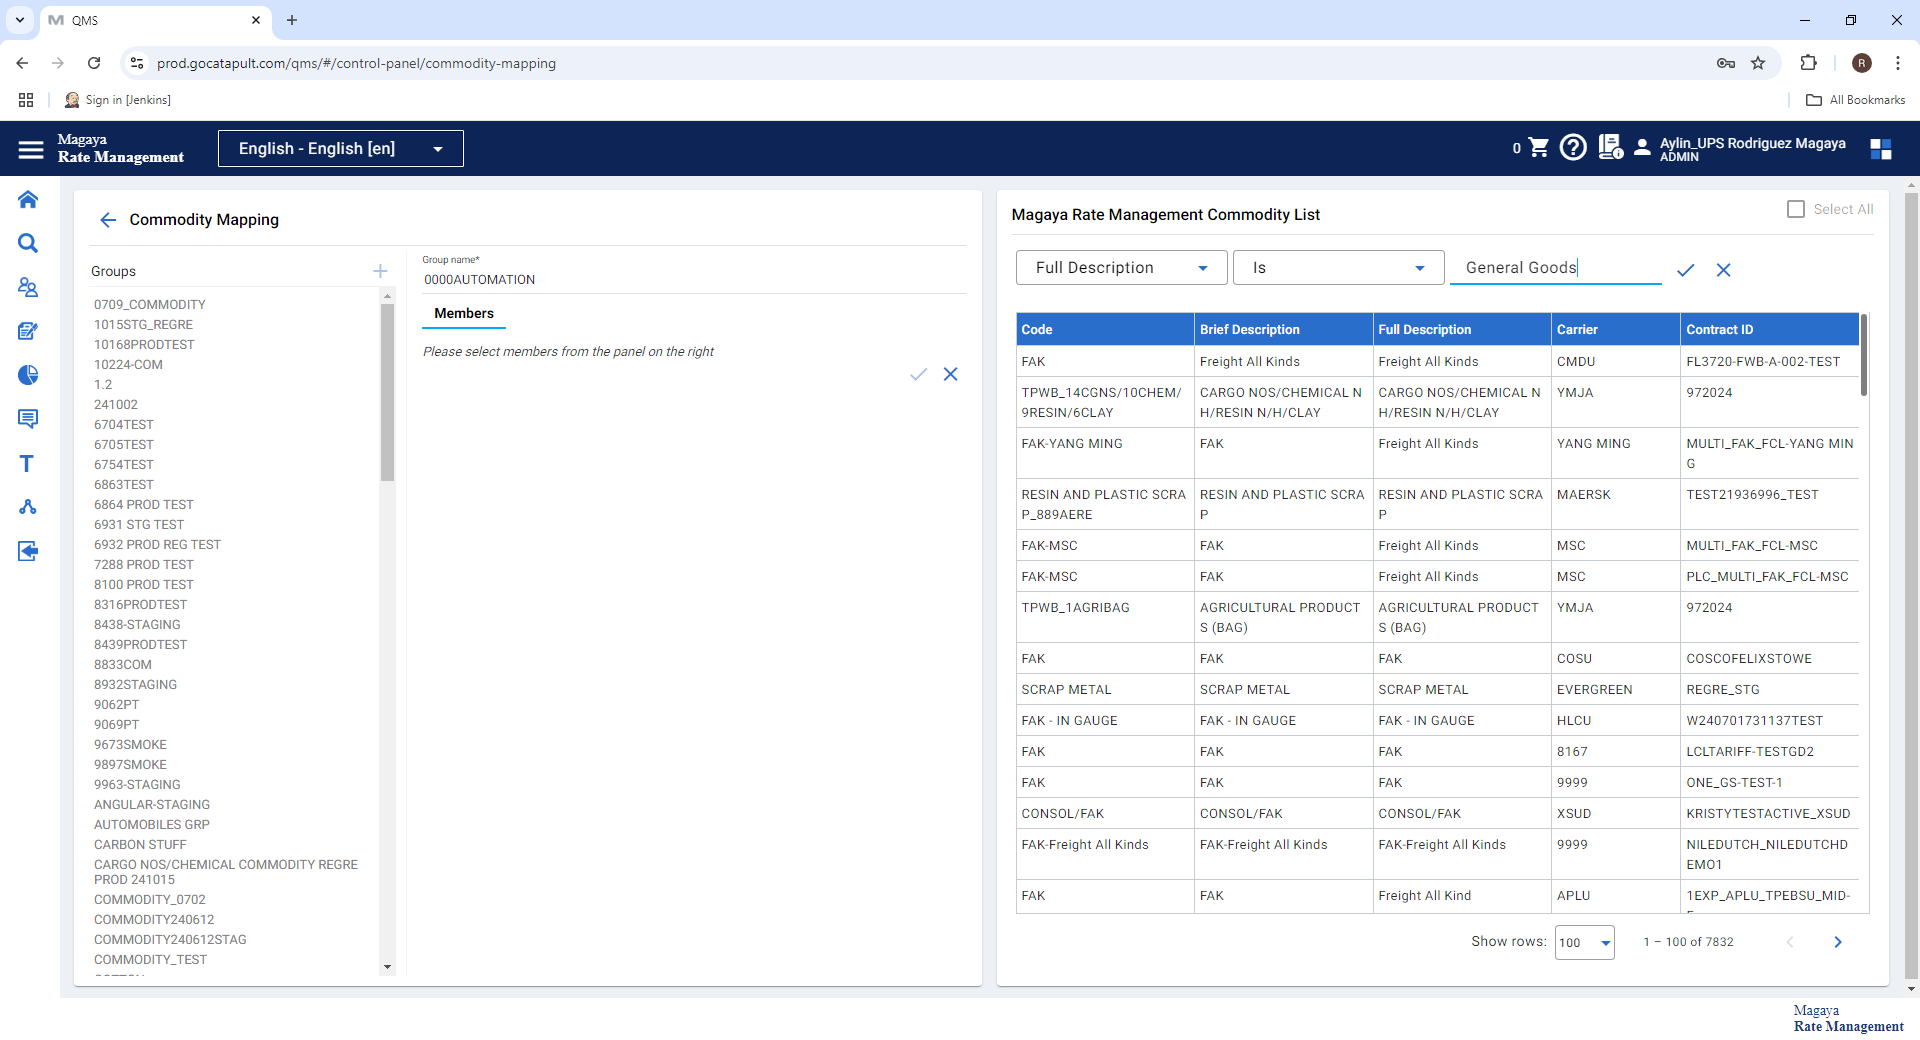 QMS
prod.gocatapult.com/qms/#/control-panel/commodity-mapping
R
Sign in [Jenkins]
All Bookmarks
Magaya
Rate Management
English - English [en]
0
Aylin_UPS Rodriguez Magaya
ADMIN
Commodity Mapping
Groups
0709_COMMODITY
1015STG_REGRE
10168PRODTEST
10224-COM
1.2
241002
6704TEST
6705TEST
6754TEST
6863TEST
6864 PROD TEST
6931 STG TEST
6932 PROD REG TEST
7288 PROD TEST
8100 PROD TEST
8316PRODTEST
8438-STAGING
8439PRODTEST
8833COM
8932STAGING
9062PT
9069PT
9673SMOKE
9897SMOKE
9963-STAGING
ANGULAR-STAGING
AUTOMOBILES GRP
CARBON STUFF
CARGO NOS/CHEMICAL COMMODITY REGRE
PROD 241015
COMMODITY_0702
COMMODITY240612
COMMODITY240612STAG
COMMODITY_TEST
Group name*
0000AUTOMATION
Members
Please select members from the panel on the right
Magaya Rate Management Commodity List
Select All
Full Description
Is
General Goods
Code Brief Description Full Description Carrier Contract ID
FAK Freight All Kinds Freight All Kinds CMDU FL3720-FWB-A-002-TEST
TPWB_14CGNS/10CHEM/ CARGO NOS/CHEMICAL N CARGO NOS/CHEMICAL N YMJA 972024
9RESIN/6CLAY H/RESIN N/H/CLAY H/RESIN N/H/CLAY
FAK-YANG MING FAK Freight All Kinds YANG MING MULTI_FAK_FCL-YANG MIN
G
RESIN AND PLASTIC SCRA RESIN AND PLASTIC SCRA RESIN AND PLASTIC SCRA MAERSK TEST21936996_TEST
P_889AERE P P
FAK-MSC FAK Freight All Kinds MSC MULTI_FAK_FCL-MSC
FAK-MSC FAK Freight All Kinds MSC PLC_MULTI_FAK_FCL-MSC
TPWB_1AGRIBAG AGRICULTURAL PRODUCT AGRICULTURAL PRODUCT YMJA 972024
S (BAG) S (BAG)
FAK FAK FAK COSU COSCOFELIXSTOWE
SCRAP METAL SCRAP METAL SCRAP METAL EVERGREEN REGRE_STG
FAK - IN GAUGE FAK - IN GAUGE FAK - IN GAUGE HLCU W240701731137TEST
FAK FAK FAK 8167 LCLTARIFF-TESTGD2
FAK FAK FAK 9999 ONE_GS-TEST-1
CONSOL/FAK CONSOL/FAK CONSOL/FAK XSUD KRISTYTESTACTIVE_XSUD
FAK-Freight All Kinds FAK-Freight All Kinds FAK-Freight All Kinds 9999 NILEDUTCH_NILEDUTCHD
EMO1
FAK FAK Freight All Kind APLU 1EXP_APLU_TPEBSU_MID-
Show rows: 100 1 – 100 of 7832
Magaya
Rate Management